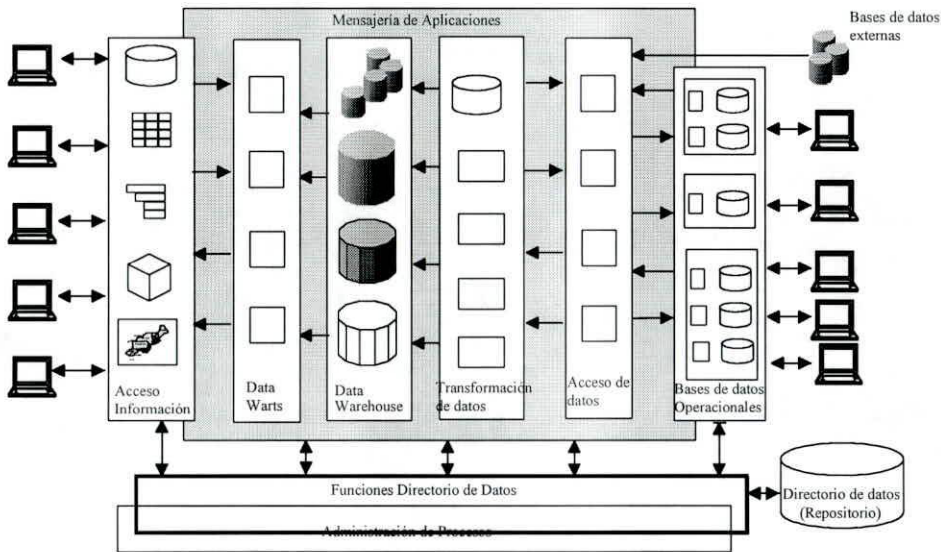 Mensajería de Aplicaciones
Bases de datos
externas
Acceso
Información
Data
Warts
Data
Warehouse
Transformación
de datos
Acceso de
datos
Bases de datos
Operacionales
Funciones Directorio de Datos
Administración de Procesos
Directorio de datos
(Repositorio)